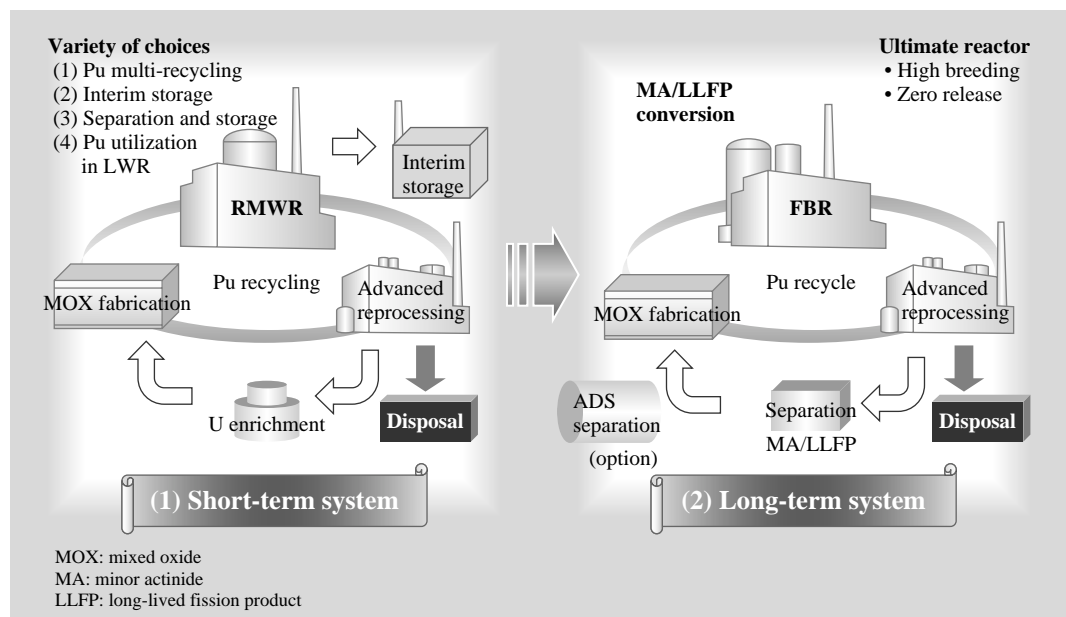 Variety of choices
(1) Pu multi-recycling
(2) Interim storage
(3) Separation and storage
(4) Pu utilization
in LWR
Interim
storage
RMWR
Pu recycling
MOX fabrication
Advanced
reprocessing
U enrichment
Disposal
(1) Short-term system
Ultimate reactor
• High breeding
• Zero release
MA/LLFP
conversion
FBR
Pu recycle
MOX fabrication
Advanced
reprocessing
ADS
separation
(option)
Separation
MA/LLFP
Disposal
(2) Long-term system
MOX: mixed oxide
MA: minor actinide
LLFP: long-lived fission product